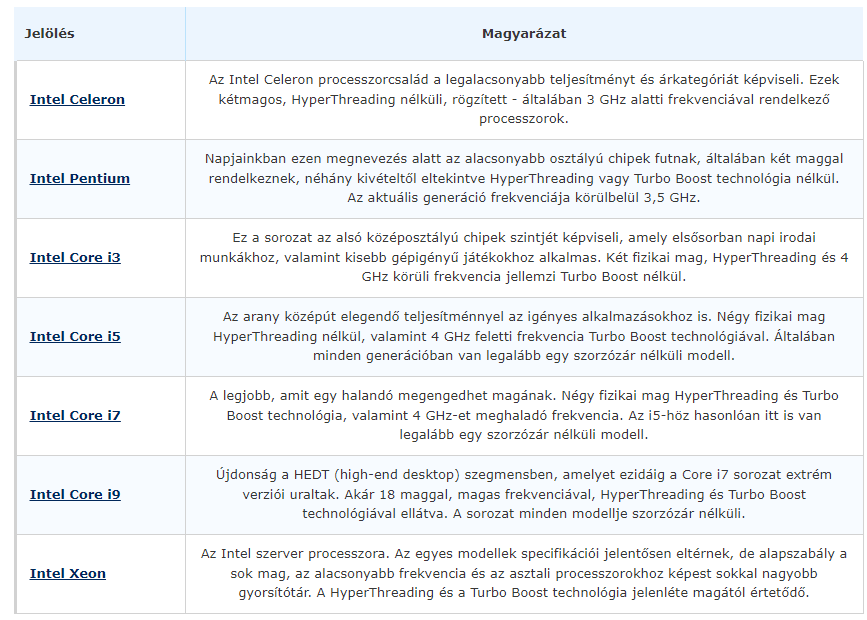 Jelölés
Magyarázat
Intel Celeron
Az Intel Celeron processzorcsalád a legalacsonyabb teljesítményt és árkategóriát képviseli. Ezek
kétmagos, HyperThreading nélküli, rögzített - általában 3 GHz alatti frekvenciával rendelkező
processzorok.
Intel Pentium
Napjainkban ezen megnevezés alatt az alacsonyabb osztályú chipek futnak, általában két maggal
rendelkeznek, néhány kivételtől eltekintve HyperThreading vagy Turbo Boost technológia nélkül.
Az aktuális generáció frekvenciája körülbelül 3,5 GHz.
Intel Core i3
Ez a sorozat az alsó középosztályú chipek szintjét képviseli, amely elsősorban napi irodai
munkákhoz, valamint kisebb gépigényű játékokhoz alkalmas. Két fizikai mag, HyperThreading és 4
GHz körüli frekvencia jellemzi Turbo Boost nélkül.
Intel Core i5
Az arany középút elegendő teljesítménnyel az igényes alkalmazásokhoz is. Négy fizikai mag
HyperThreading nélkül, valamint 4 GHz feletti frekvencia Turbo Boost technológiával. Általában
minden generációban van legalább egy szorzózár nélküli modell.
Intel Core i7
A legjobb, amit egy halandó megengedhet magának. Négy fizikai mag HyperThreading és Turbo
Boost technológia, valamint 4 GHz-et meghaladó frekvencia. Az i5-höz hasonlóan itt is van
legalább egy szorzózár nélküli modell.
Intel Core i9
Újdonság a HEDT (high-end desktop) szegmensben, amelyet ezidáig a Core i7 sorozat extrém
verziói uraltak. Akár 18 maggal, magas frekvenciával, HyperThreading és Turbo Boost
technológiával ellátva. A sorozat minden modellje szorzózár nélküli.
Intel Xeon
Az Intel szerver processzora. Az egyes modellek specifikációi jelentősen eltérnek, de alapszabály a
sok mag, az alacsonyabb frekvencia és az asztali processzorokhoz képest sokkal nagyobb
gyorsítótár. A HyperThreading és a Turbo Boost technológia jelenléte magától értetődő.